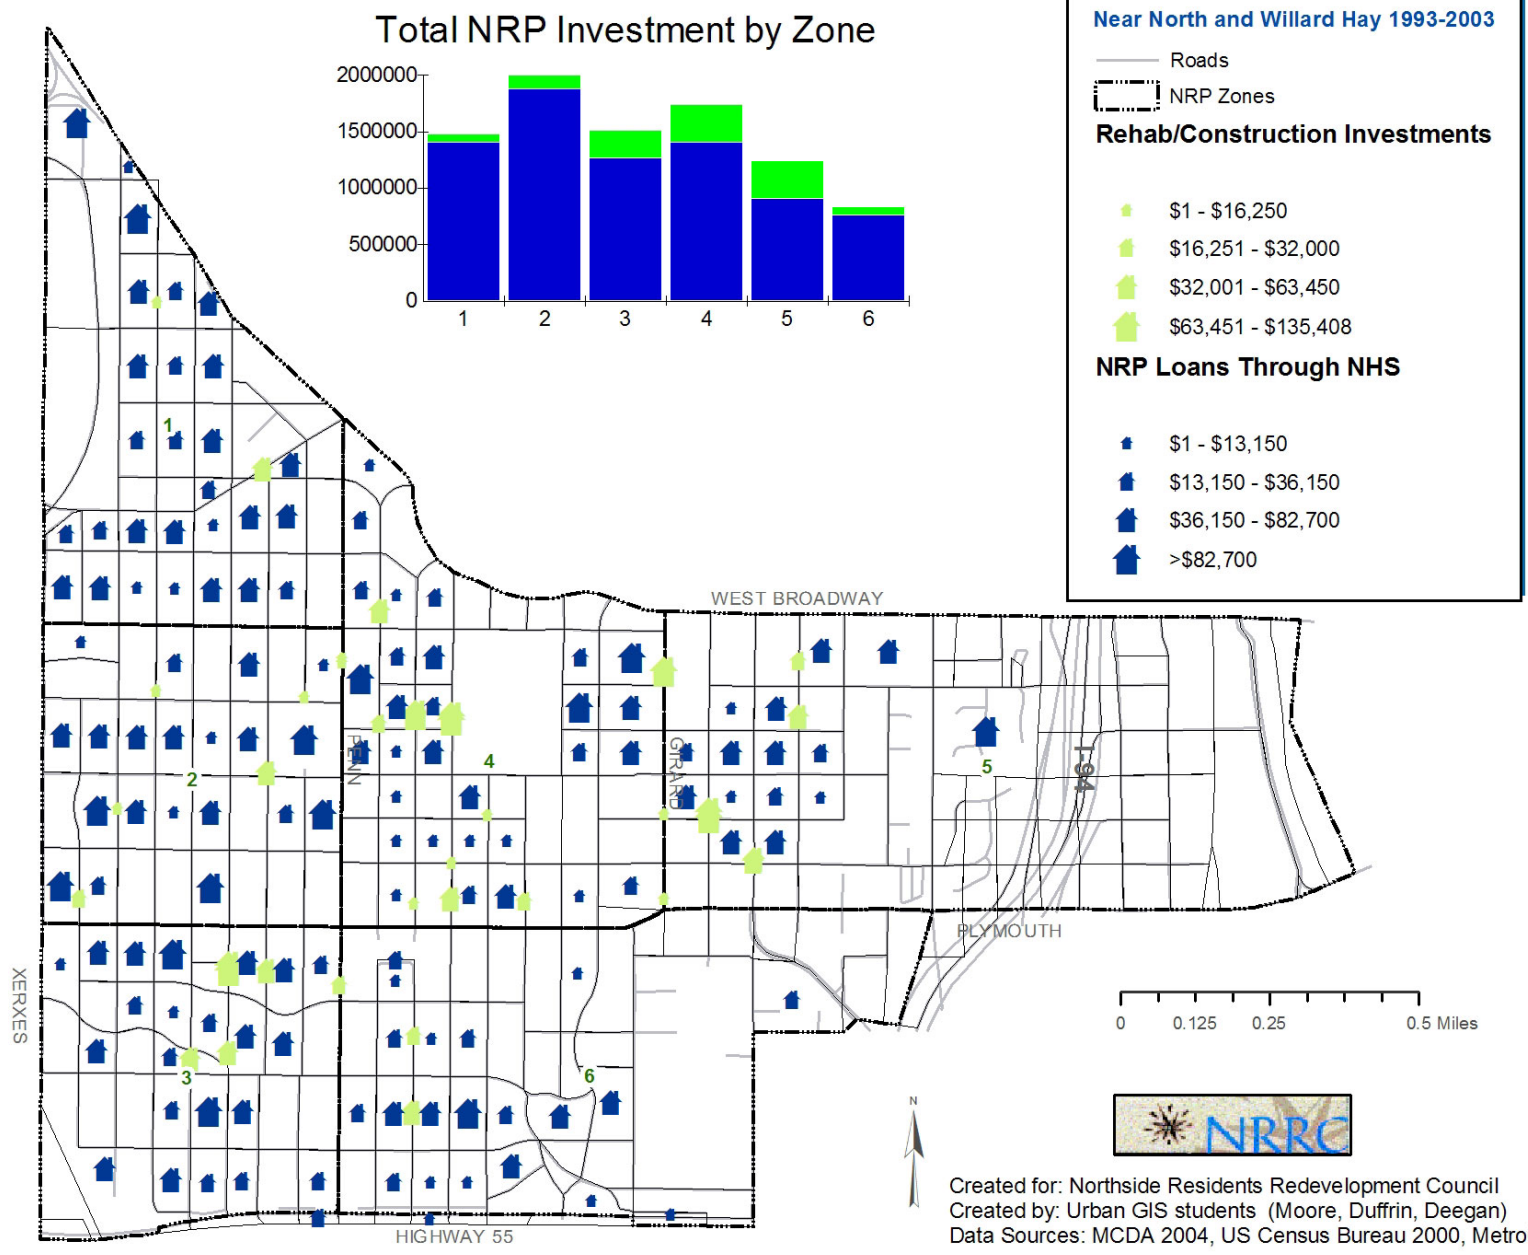 Total NRP Investment by Zone
2000000
1500000
1000000
500000
0
1
2
3
4
5
6
Near North and Willard Hay 1993-2003
Roads
NRP Zones
Rehab/Construction Investments
$1 - $16,250
$16,251 - $32,000
$32,001 - $63,450
$63,451 - $135,408
NRP Loans Through NHS
$1 - $13,150
$13,150 - $36,150
$36,150 - $82,700
>$82,700
1
WEST BROADWAY
PENN
GIRARD
I-94
2
4
5
PLYMOUTH
XERXES
3
6
HIGHWAY 55
0
0.125
0.25
0.5 Miles
N
NRRC
Created for: Northside Residents Redevelopment Council
Created by: Urban GIS students (Moore, Duffrin, Deegan)
Data Sources: MCDA 2004, US Census Bureau 2000, Metro